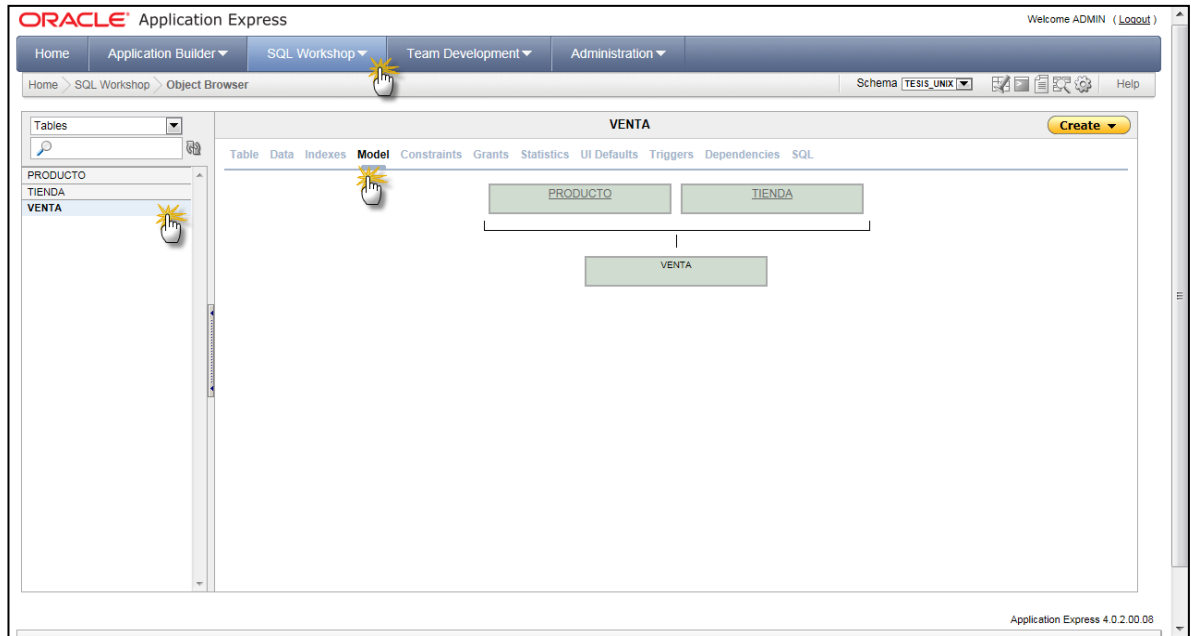 ORACLE Application Express
Welcome ADMIN ( Logout )
Home Application Builder SQL Workshop Team Development Administration
Home SQL Workshop Object Browser
Schema TESIS_UNIX Help
Tables
VENTA
Create
Table Data Indexes Model Constraints Grants Statistics UI Defaults Triggers Dependencies SQL
PRODUCTO
TIENDA
VENTA
PRODUCTO TIENDA
VENTA
Application Express 4.0.2.00.08